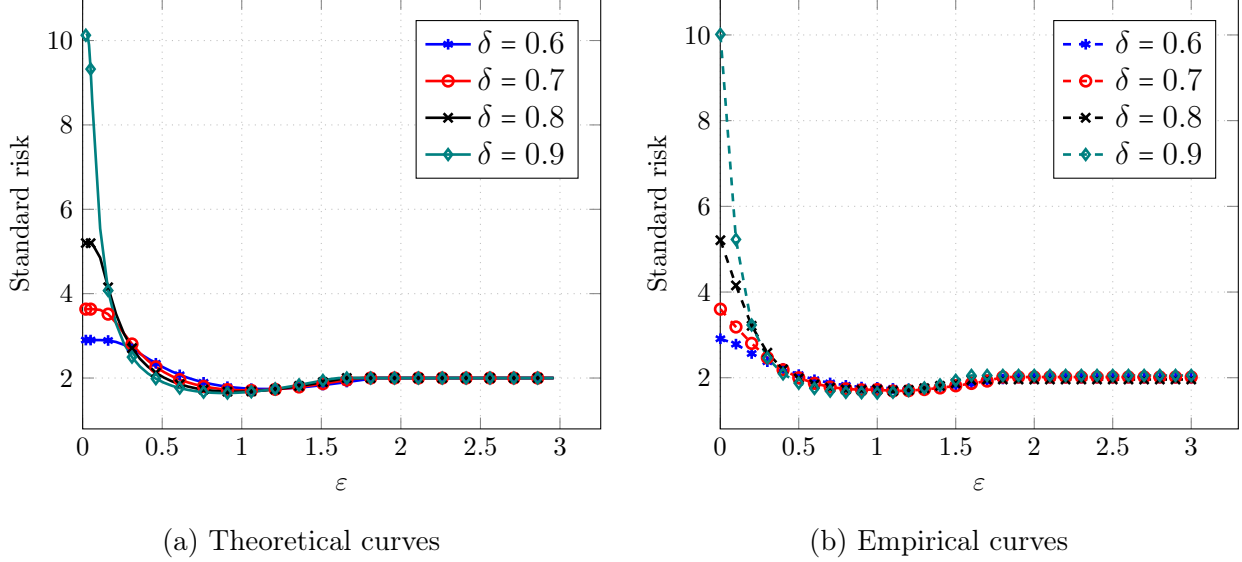 10
8
6
4
2
Standard risk
0
0.5
1
1.5
2
2.5
3
ε
δ = 0.6
δ = 0.7
δ = 0.8
δ = 0.9
(a) Theoretical curves
10
8
6
4
2
Standard risk
0
0.5
1
1.5
2
2.5
3
ε
δ = 0.6
δ = 0.7
δ = 0.8
δ = 0.9
(b) Empirical curves